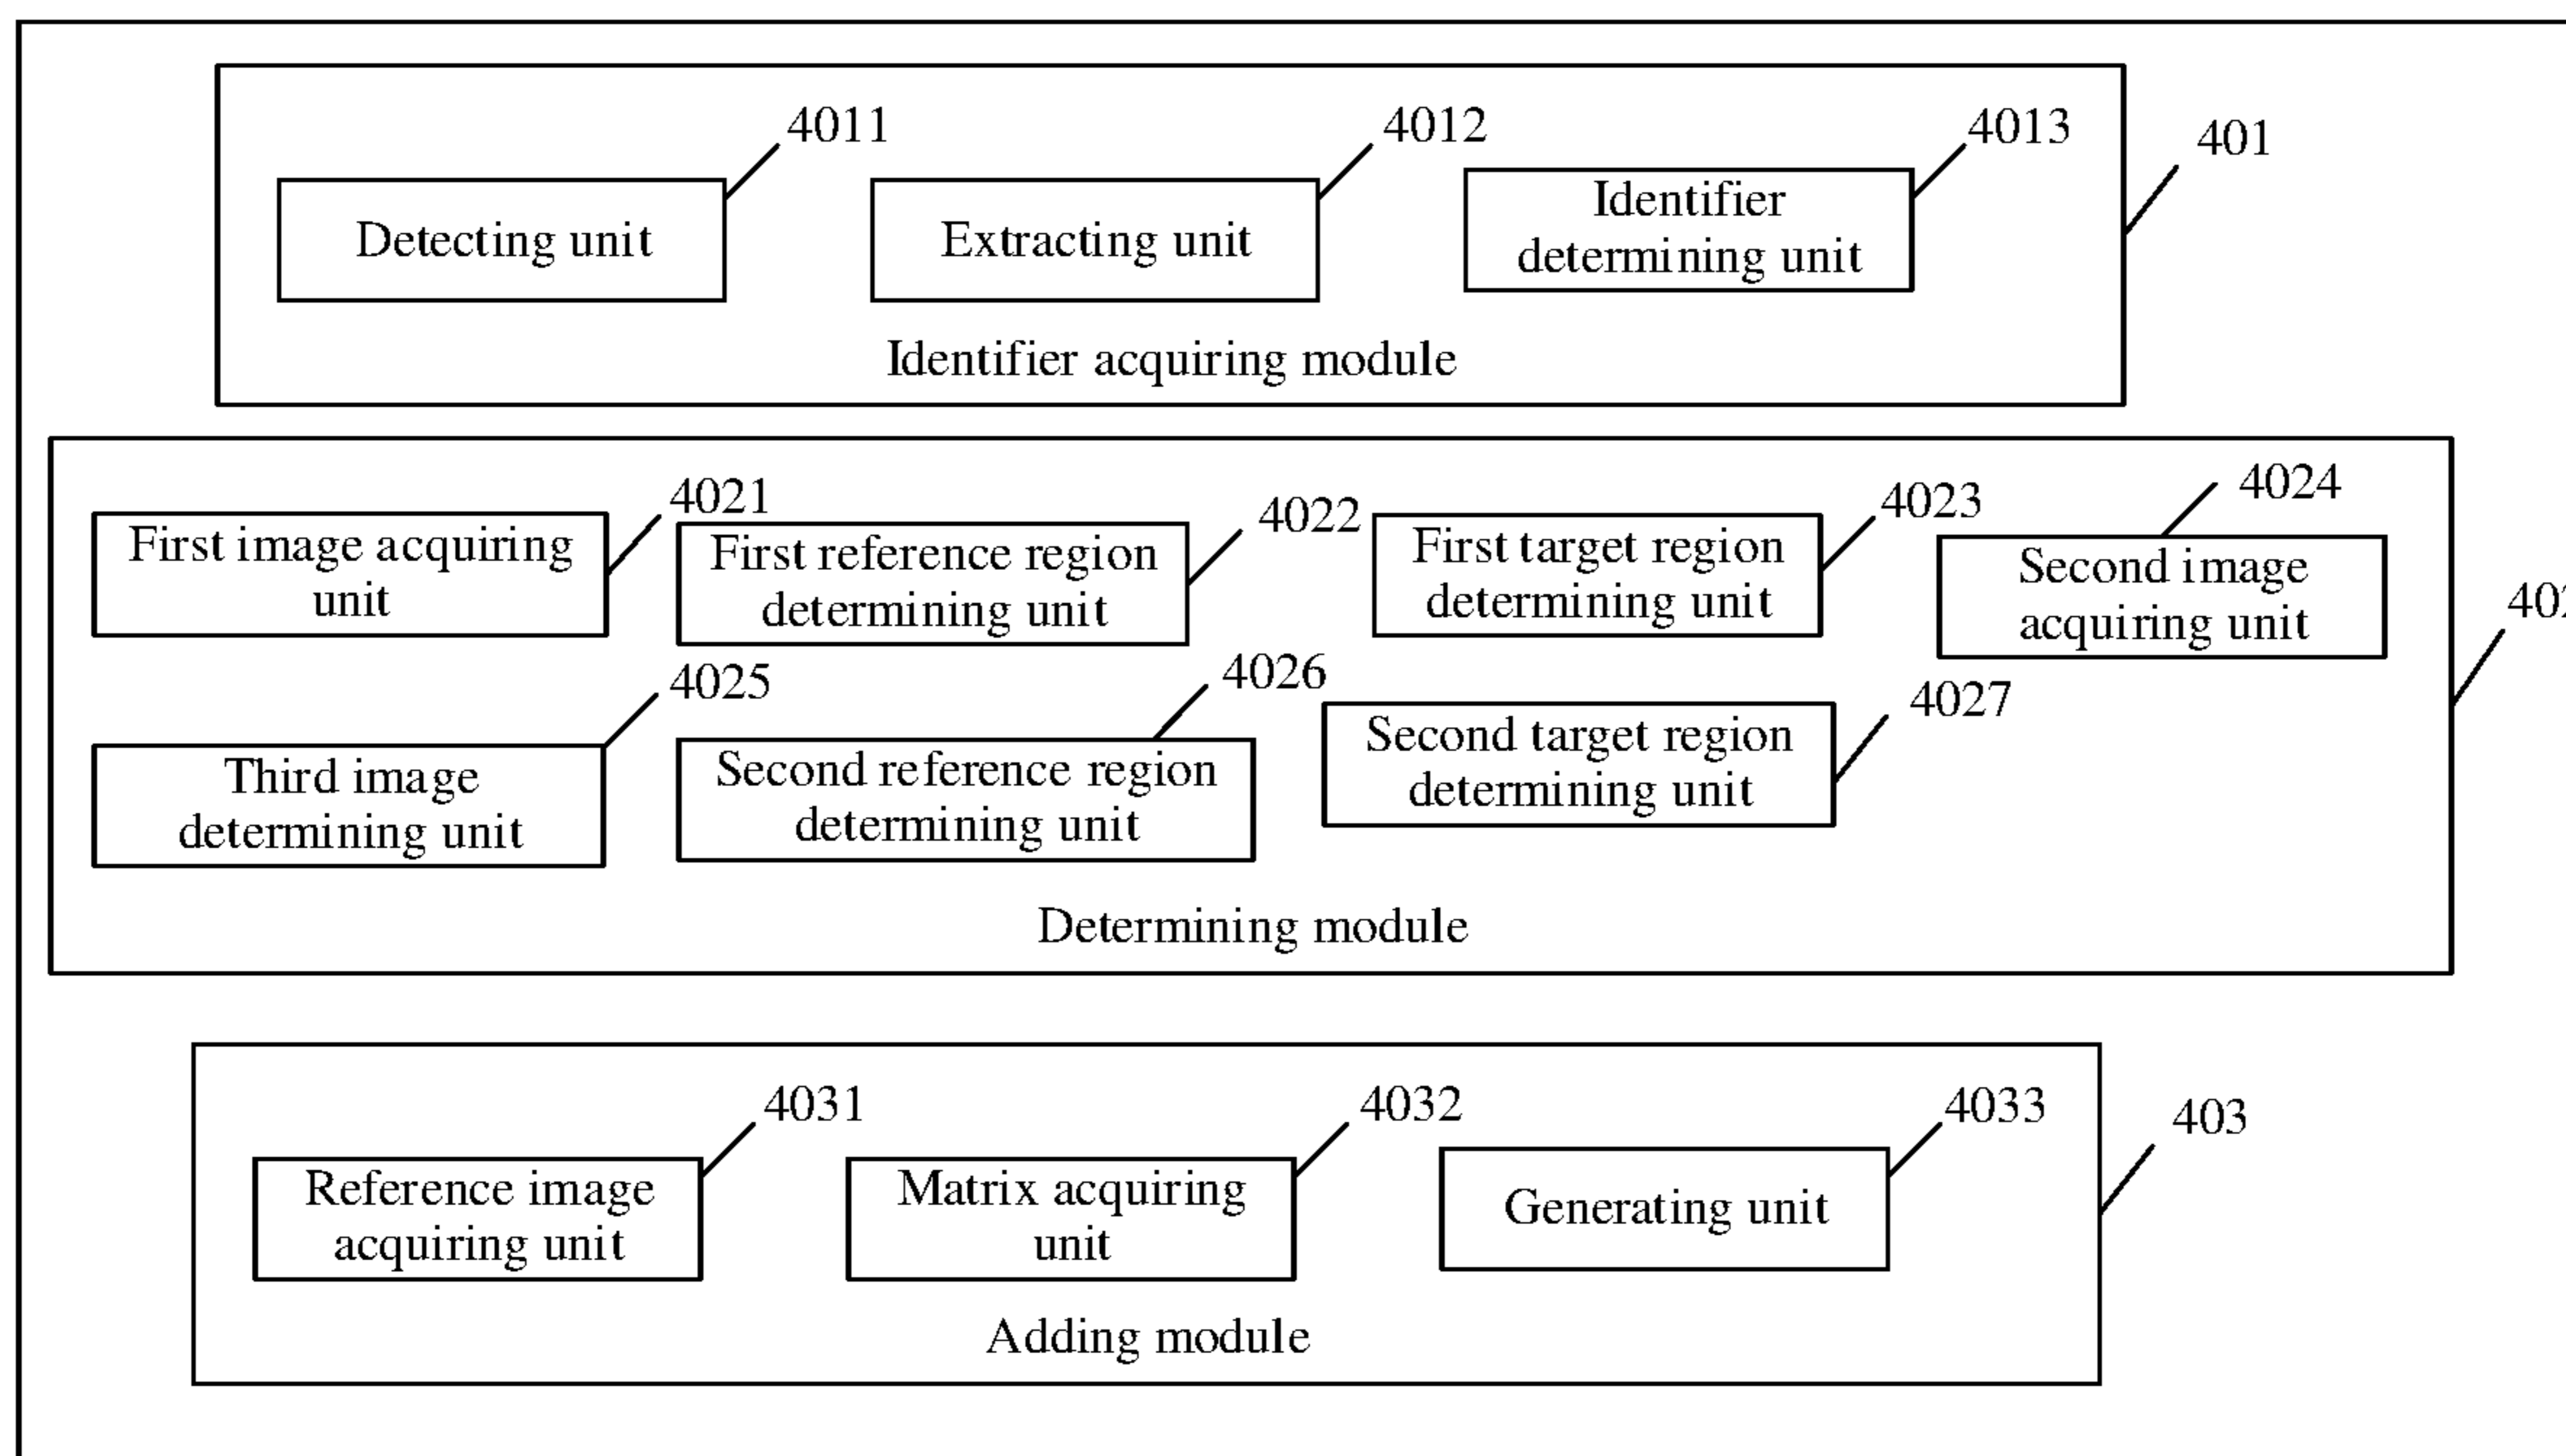 4011
4012
4013
401
Detecting unit
Extracting unit
Identifier
determining unit
Identifier acquiring module
4021
4022
4023
4024
First image acquiring
unit
First reference region
determining unit
First target region
determining unit
Second image
acquiring unit
4025
4026
4027
Third image
determining unit
Second reference region
determining unit
Second target region
determining unit
Determining module
4031
4032
4033
403
Reference image
acquiring unit
Matrix acquiring
unit
Generating unit
Adding module